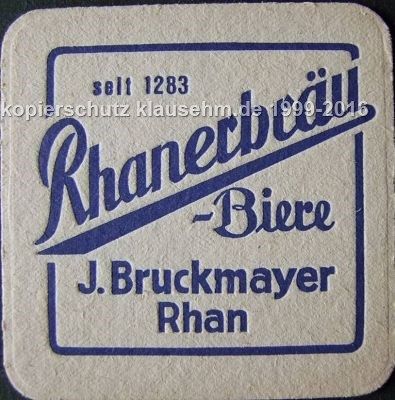 seit 1283
kopierschutz klausehm.de 1999-2016
Rhanerbräu
-Biere
J. Bruckmayer
Rhan